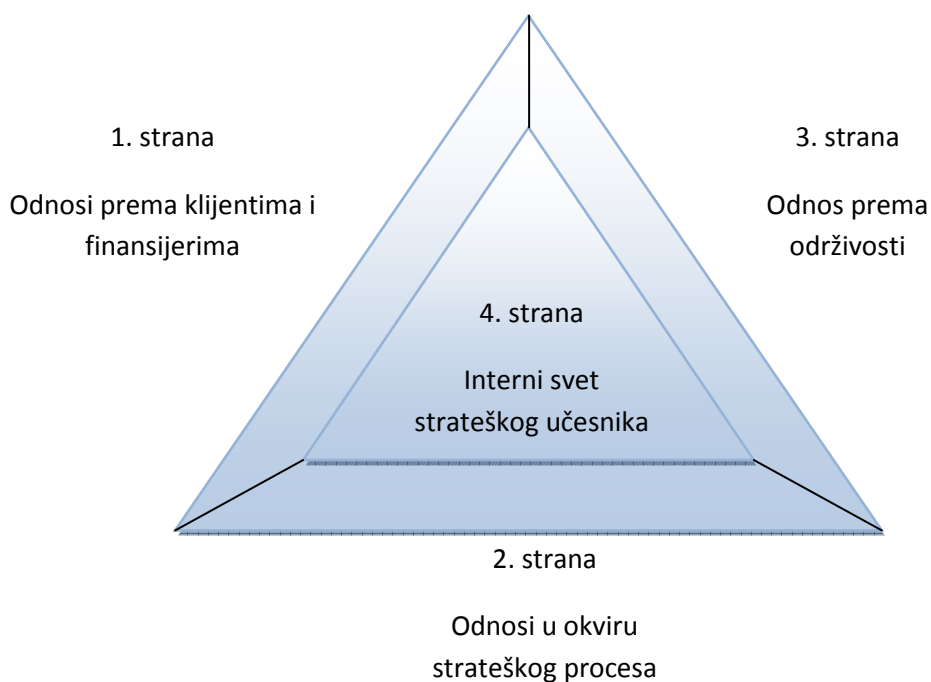 1. strana
Odnosi prema klijentima i
finansijerima
3. strana
Odnos prema
održivosti
4. strana
Interni svet
strateškog učesnika
2. strana
Odnosi u okviru
strateškog procesa